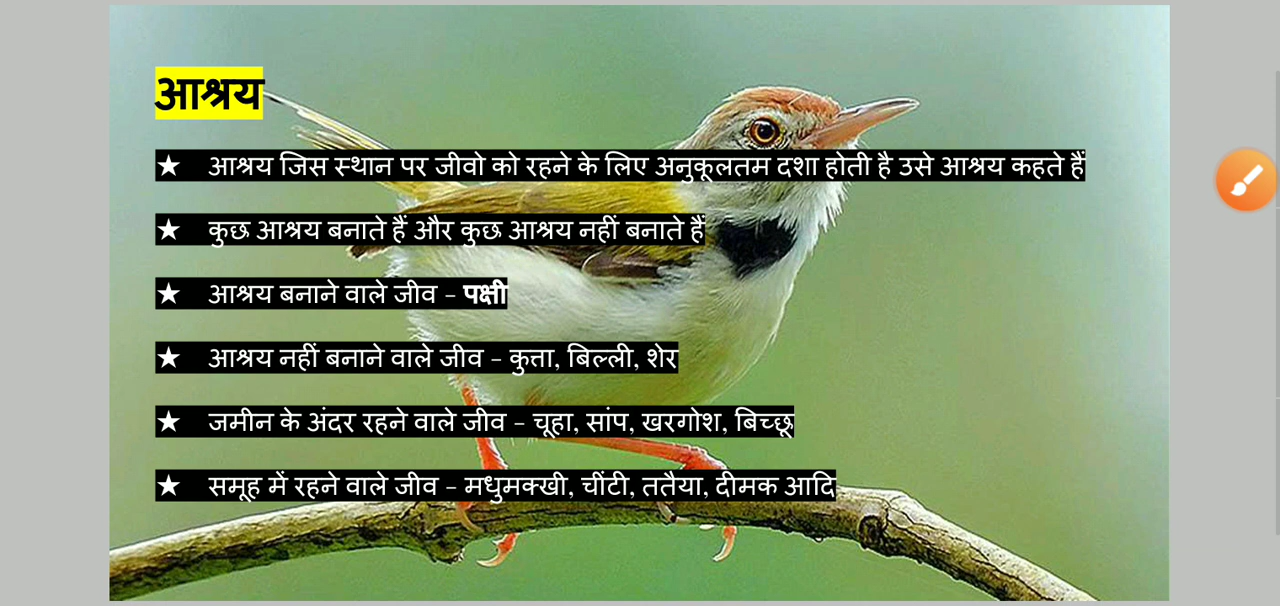 आश्रय
★ आश्रय जिस स्थान पर जीवो को रहने के लिए अनुकूलतम दशा होती है उसे आश्रय कहते हैं
★ कुछ आश्रय बनाते हैं और कुछ आश्रय नहीं बनाते हैं
★ आश्रय बनाने वाले जीव – पक्षी
★ आश्रय नहीं बनाने वाले जीव – कुत्ता, बिल्ली, शेर
★ जमीन के अंदर रहने वाले जीव – चूहा, सांप, खरगोश, बिच्छू
★ समूह में रहने वाले जीव – मधुमक्खी, चींटी, ततैया, दीमक आदि